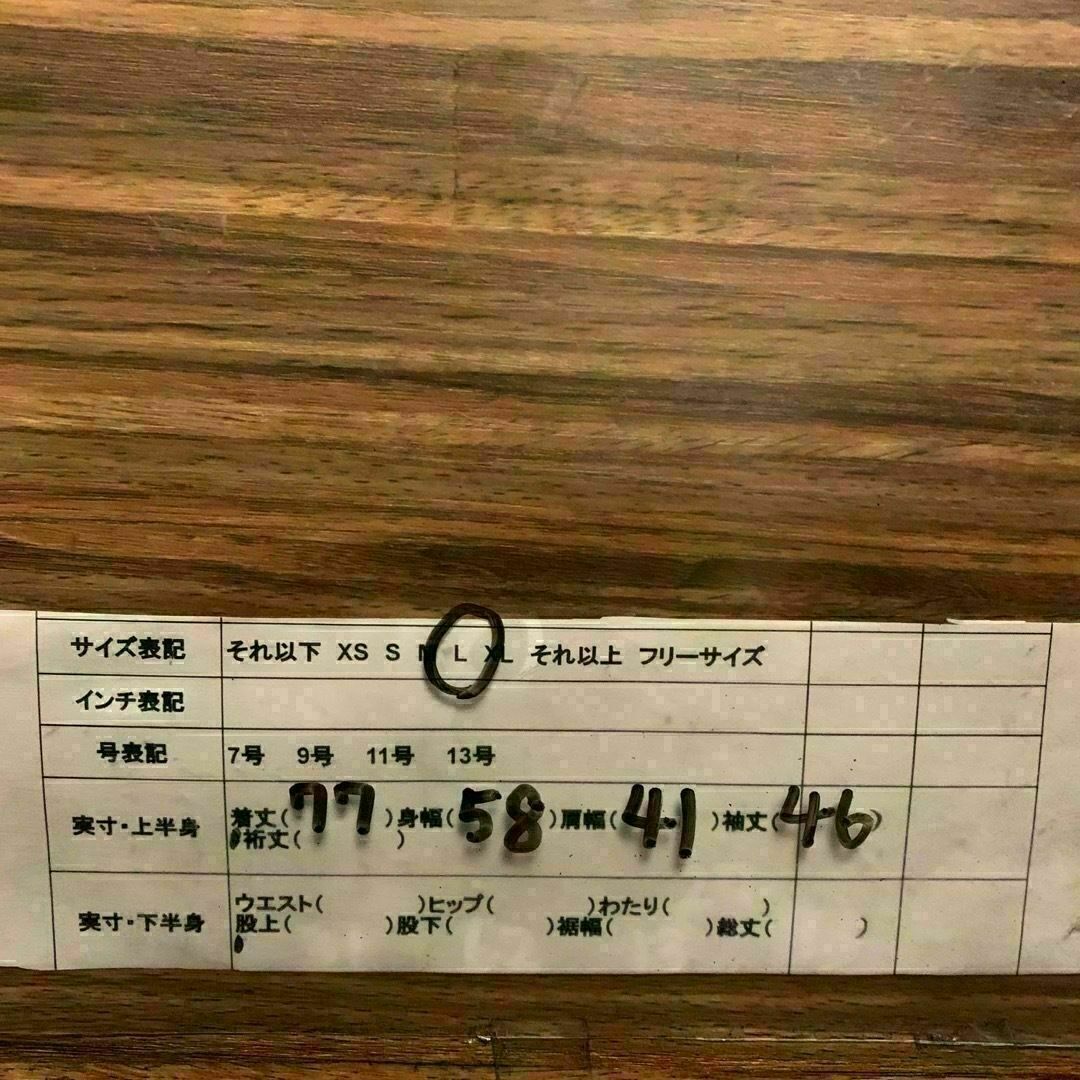 サイズ表記 それ以下 XS S M L XL それ以上 フリーサイズ
インチ表記
号表記 7号 9号 11号 13号
実寸・上半身 着丈(77)身幅(58)肩幅(41)袖丈(46)
裄丈( )
実寸・下半身 ウエスト( )ヒップ( )わたり( )
股上( )股下( )裾幅( )総丈( )